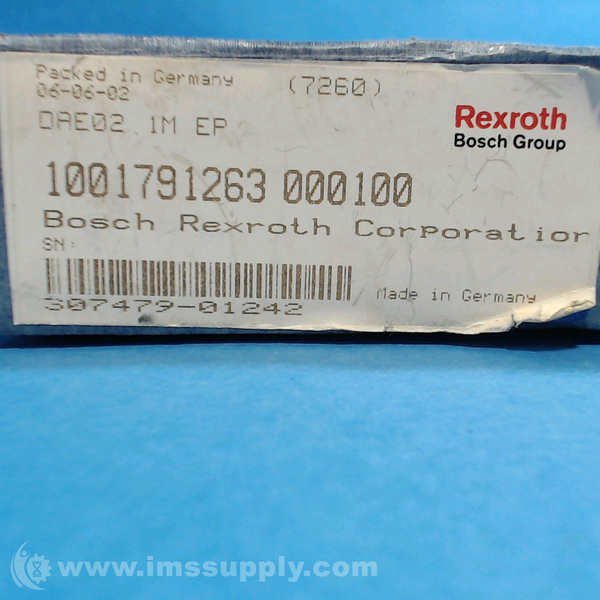 Packed in Germany (7260)
06-06-02
DAE02.1M EP
Rexroth
Bosch Group
1001791263 000100
Bosch Rexroth Corporatior
SN:
Made in Germany
307479-01242
www.imssupply.com